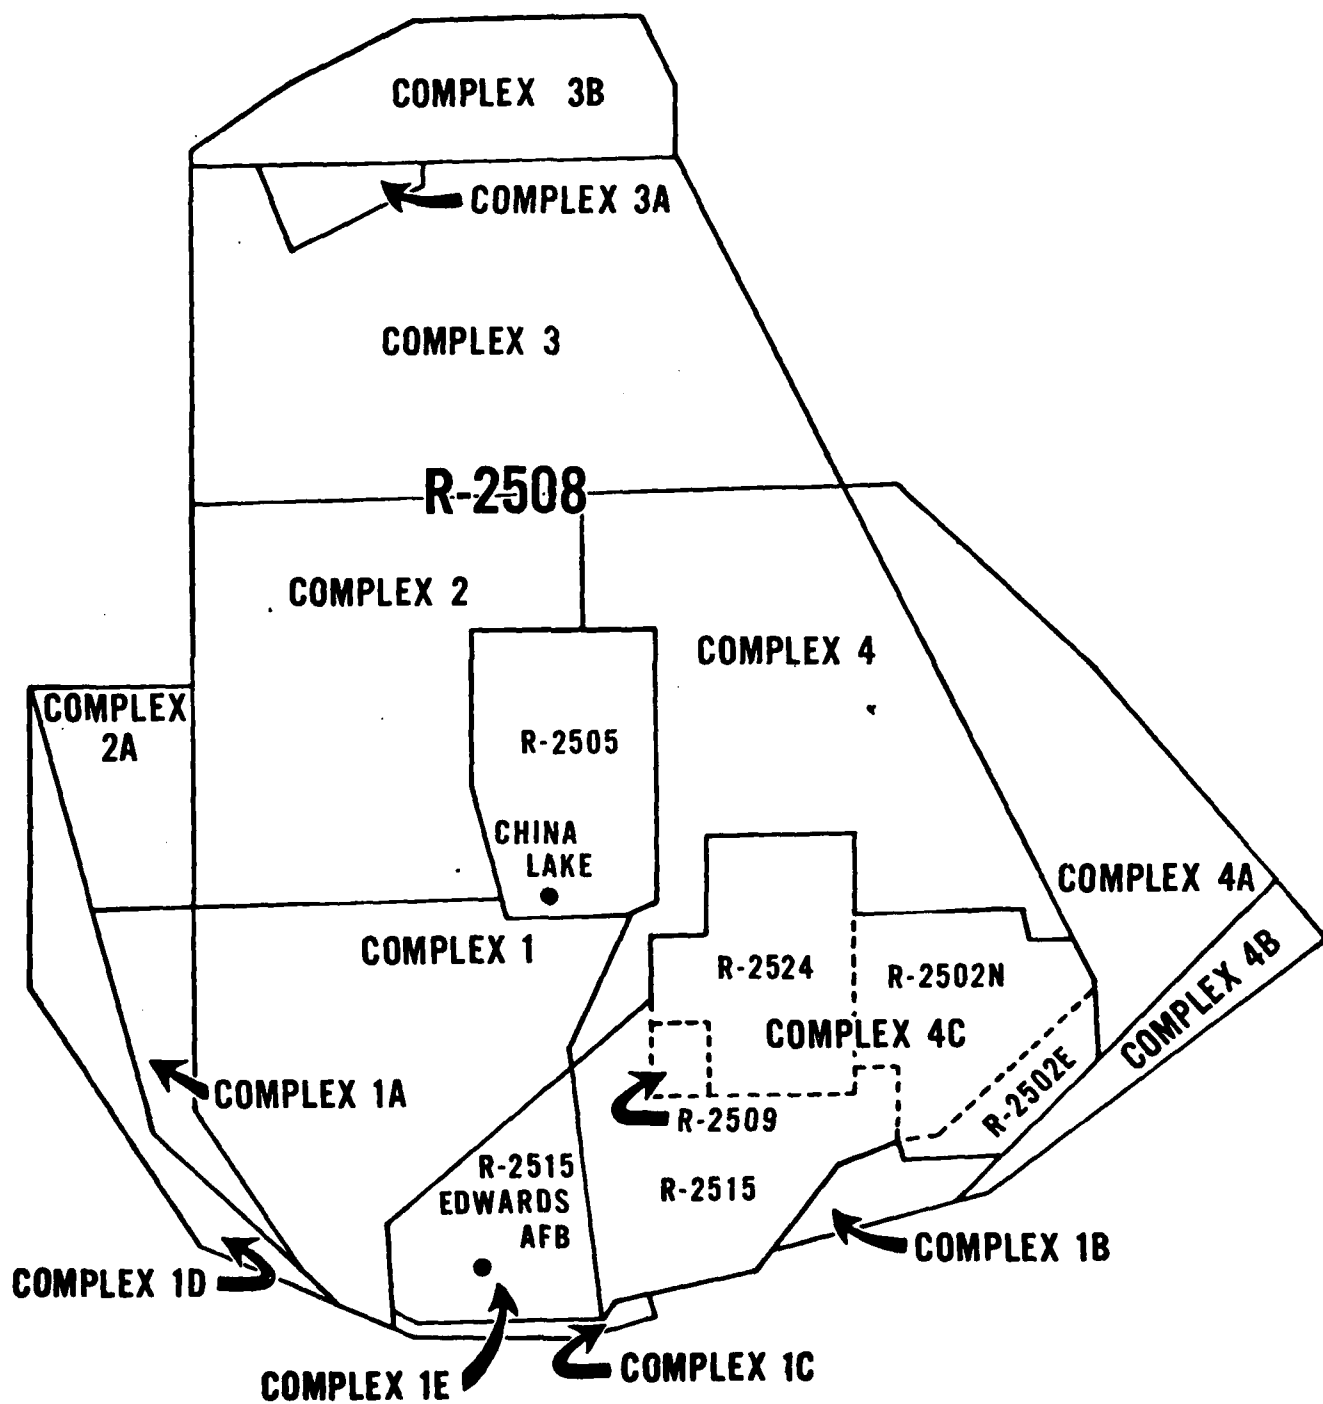 COMPLEX 3B
COMPLEX 3A
COMPLEX 3
R-2508
COMPLEX 2
COMPLEX 4
COMPLEX
2A
R-2505
CHINA
LAKE
COMPLEX 4A
COMPLEX 1
COMPLEX 4B
R-2524
R-2502N
COMPLEX 4C
COMPLEX 1A
R-2502E
R-2509
R-2515
EDWARDS
AFB
R-2515
COMPLEX 1B
COMPLEX 1D
COMPLEX 1C
COMPLEX 1E